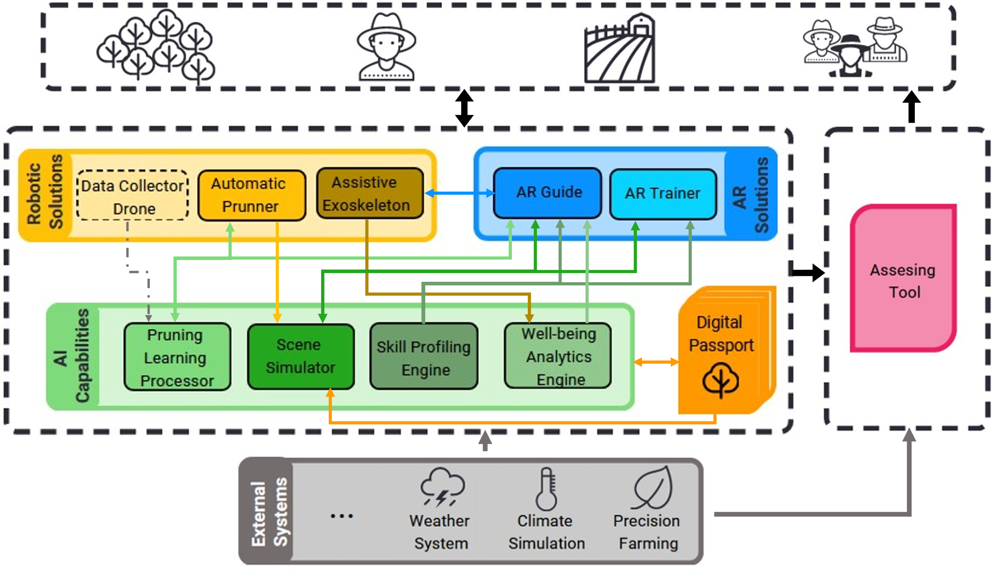 Robotic
Solutions
Data Collector
Drone
Automatic
Prunner
Assistive
Exoskeleton
AR Guide
AR Trainer
AR
Solutions
Assesing
Tool
AI
Capabilities
Pruning
Learning
Processor
Scene
Simulator
Skill Profiling
Engine
Well-being
Analytics
Engine
Digital
Passport
External
Systems
...
Weather
System
Climate
Simulation
Precision
Farming